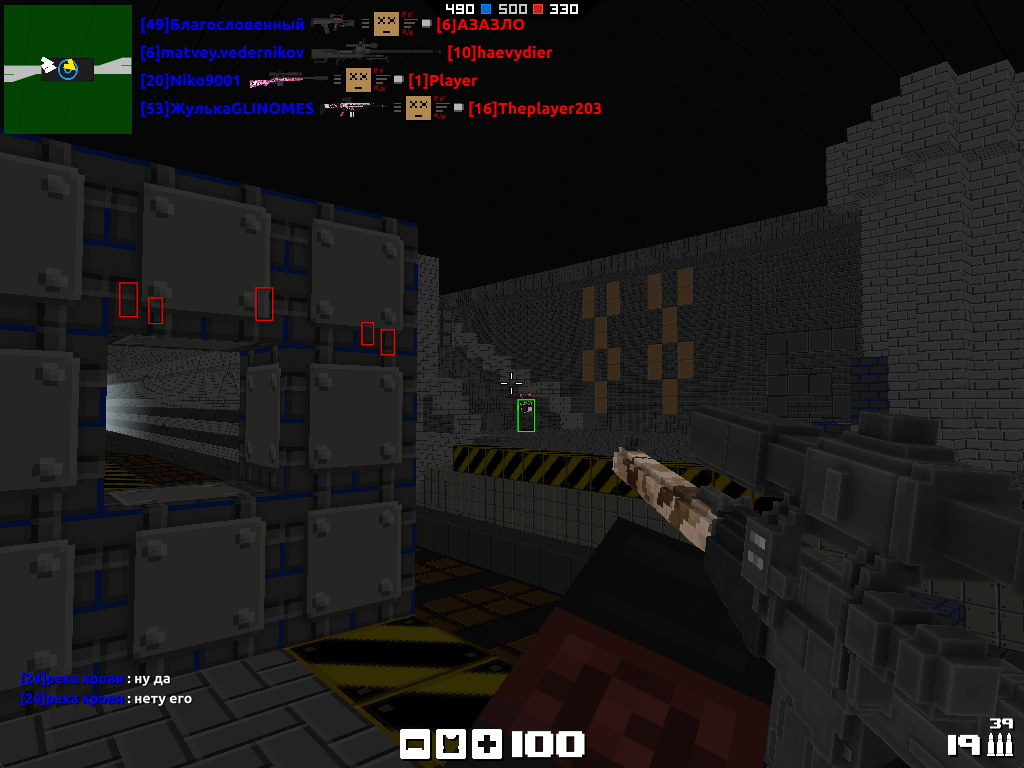 490 500 330
[49]Благословенный [6]АЗАЗЛО
[6]matvey.vedernikov [10]haevydier
[20]Niko9001 [1]Player
[53]ЖулькаGLINOMES [16]Theplayer203
[24]река крови : ну да
[24]река крови : нету его
100
39
19